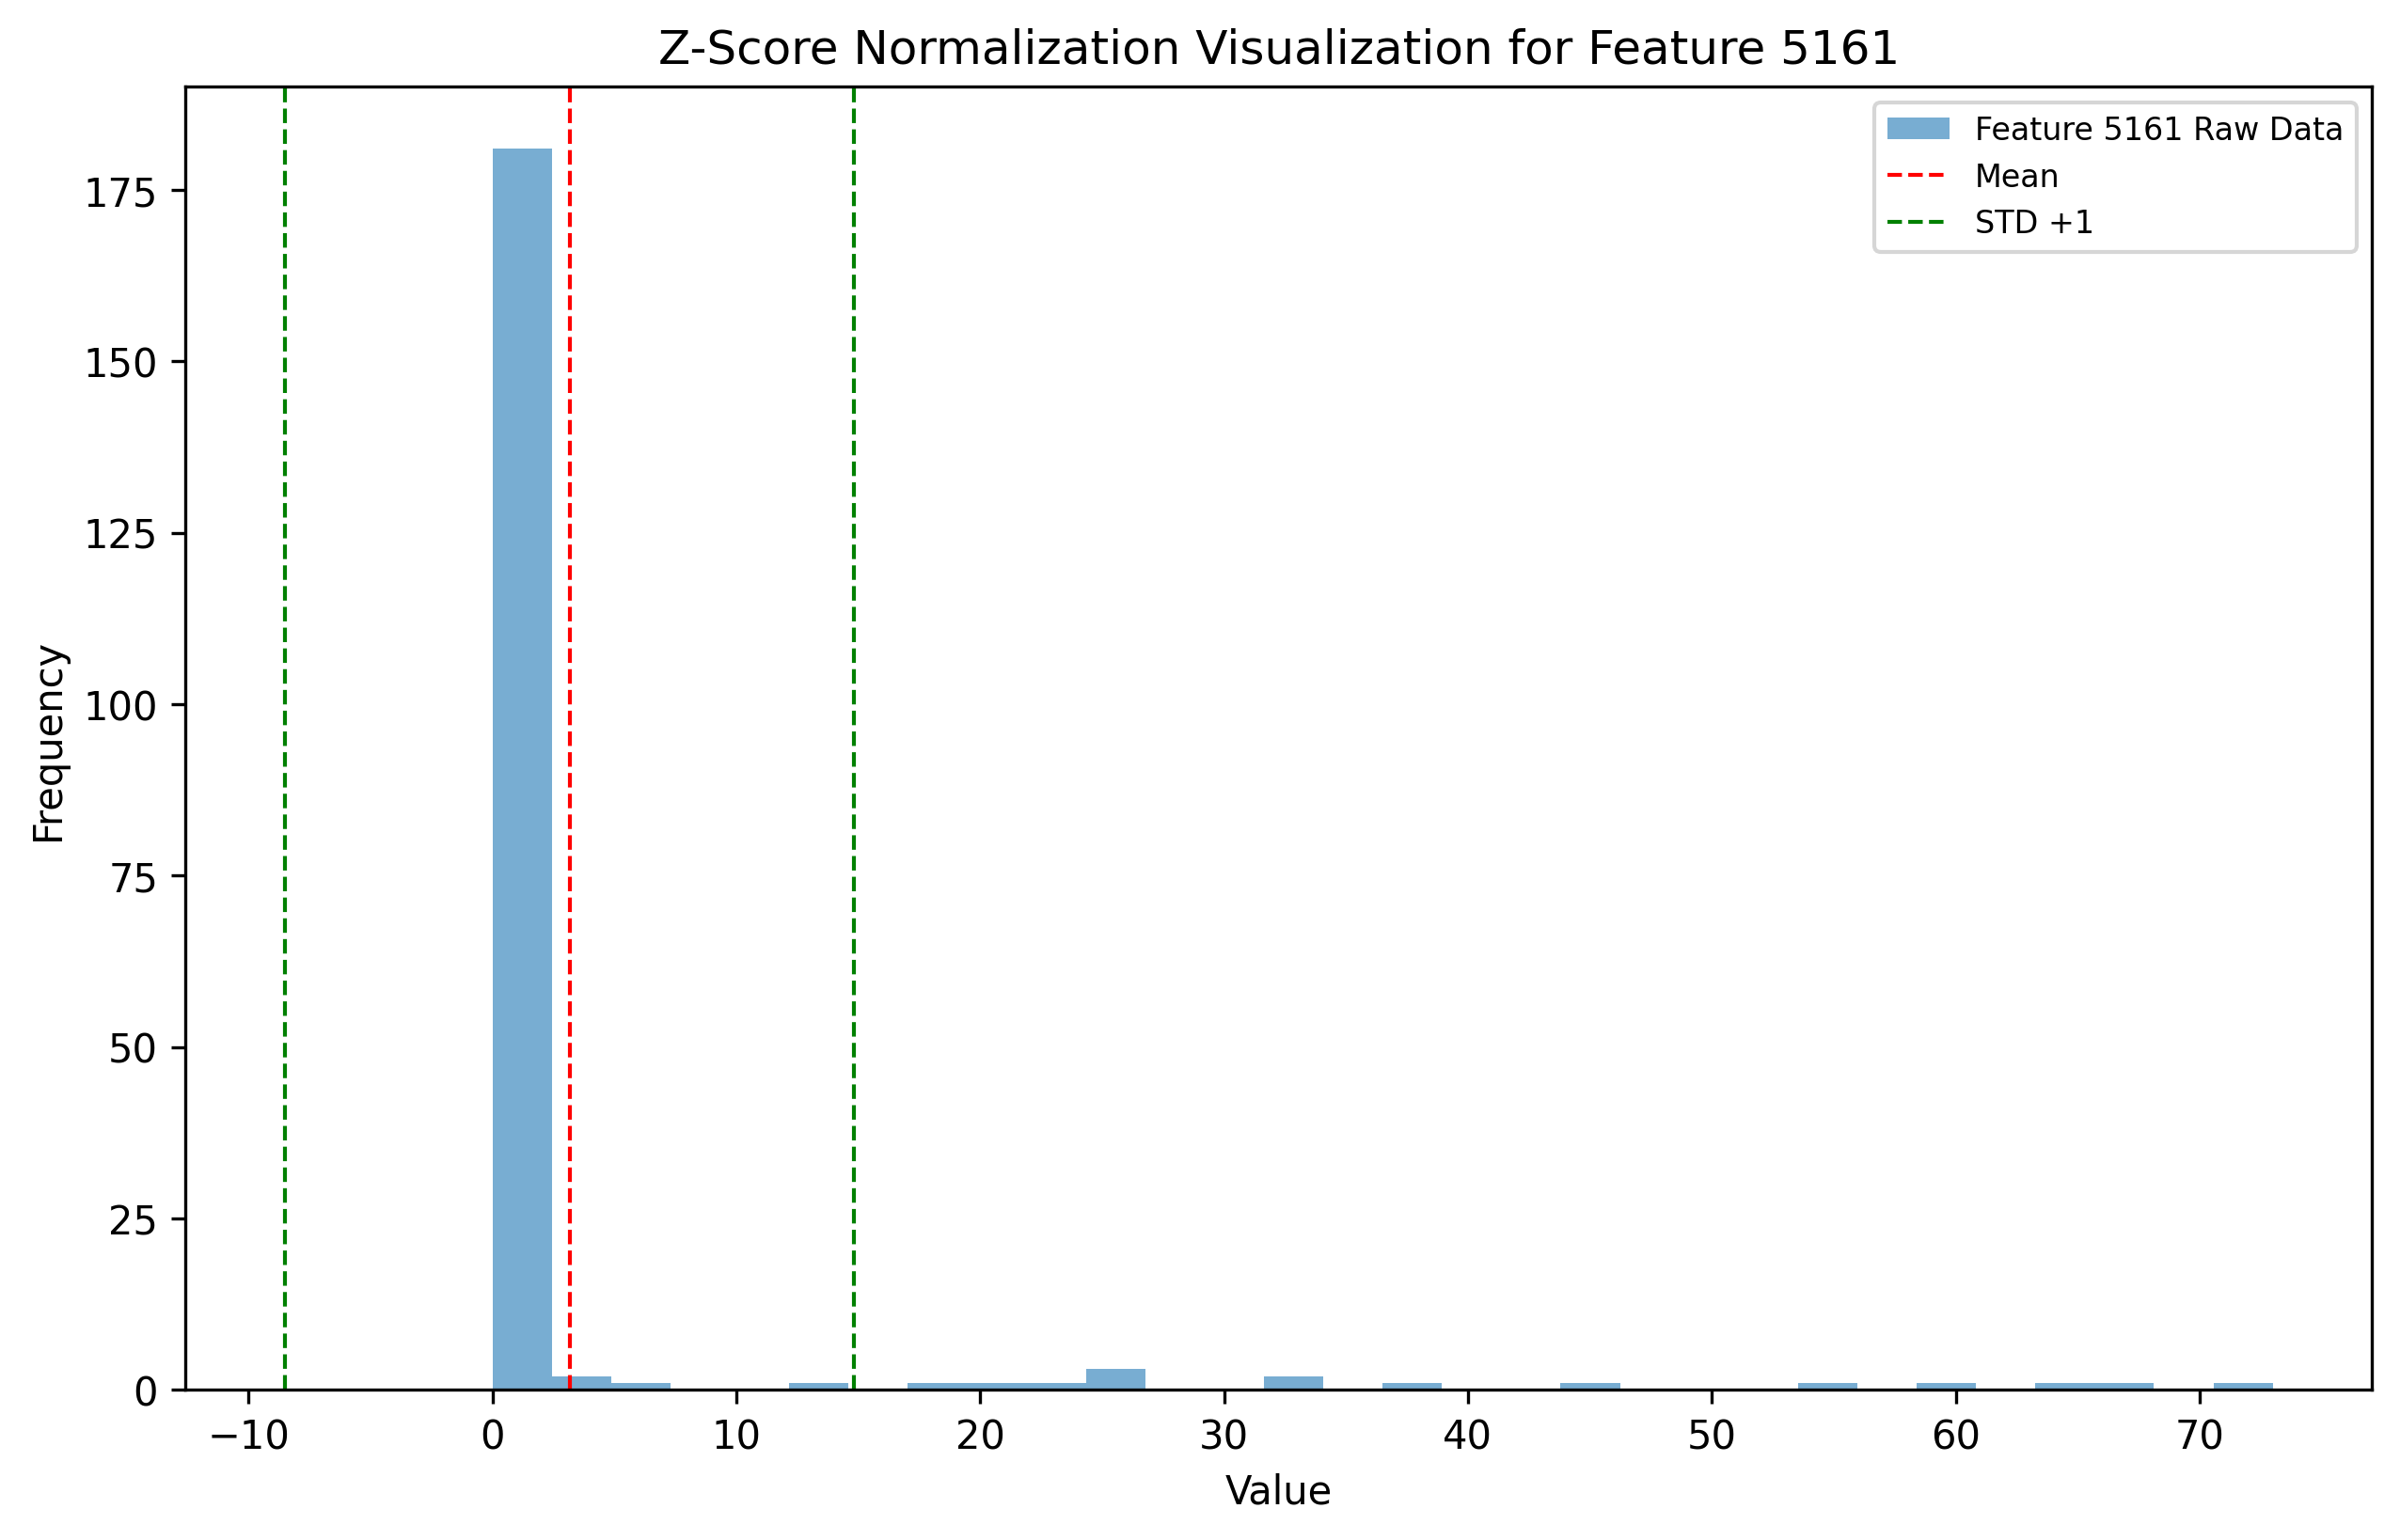 Z-Score Normalization Visualization for Feature 5161
Feature 5161 Raw Data
Mean
STD +1
175
150
125
100
75
50
25
0
Frequency
−10 0 10 20 30 40 50 60 70
Value